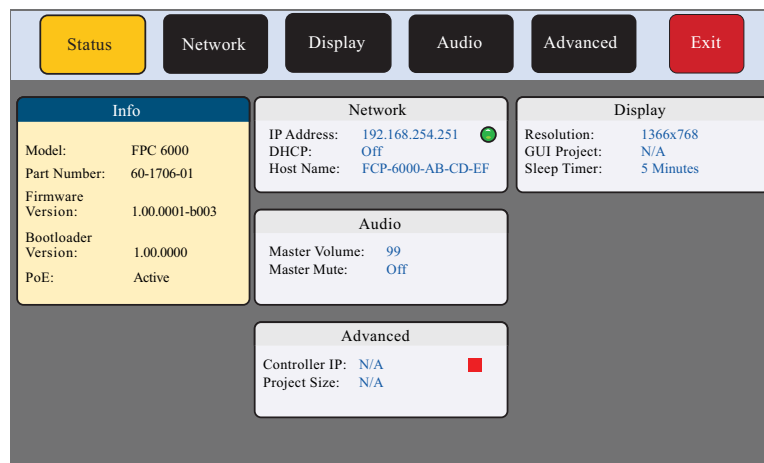 Status Network Display Audio Advanced Exit
Info
Model: FPC 6000
Part Number: 60-1706-01
Firmware
Version: 1.00.0001-b003
Bootloader
Version: 1.00.0000
PoE: Active
Network
IP Address: 192.168.254.251
DHCP: Off
Host Name: FCP-6000-AB-CD-EF
Audio
Master Volume: 99
Master Mute: Off
Advanced
Controller IP: N/A
Project Size: N/A
Display
Resolution: 1366x768
GUI Project: N/A
Sleep Timer: 5 Minutes